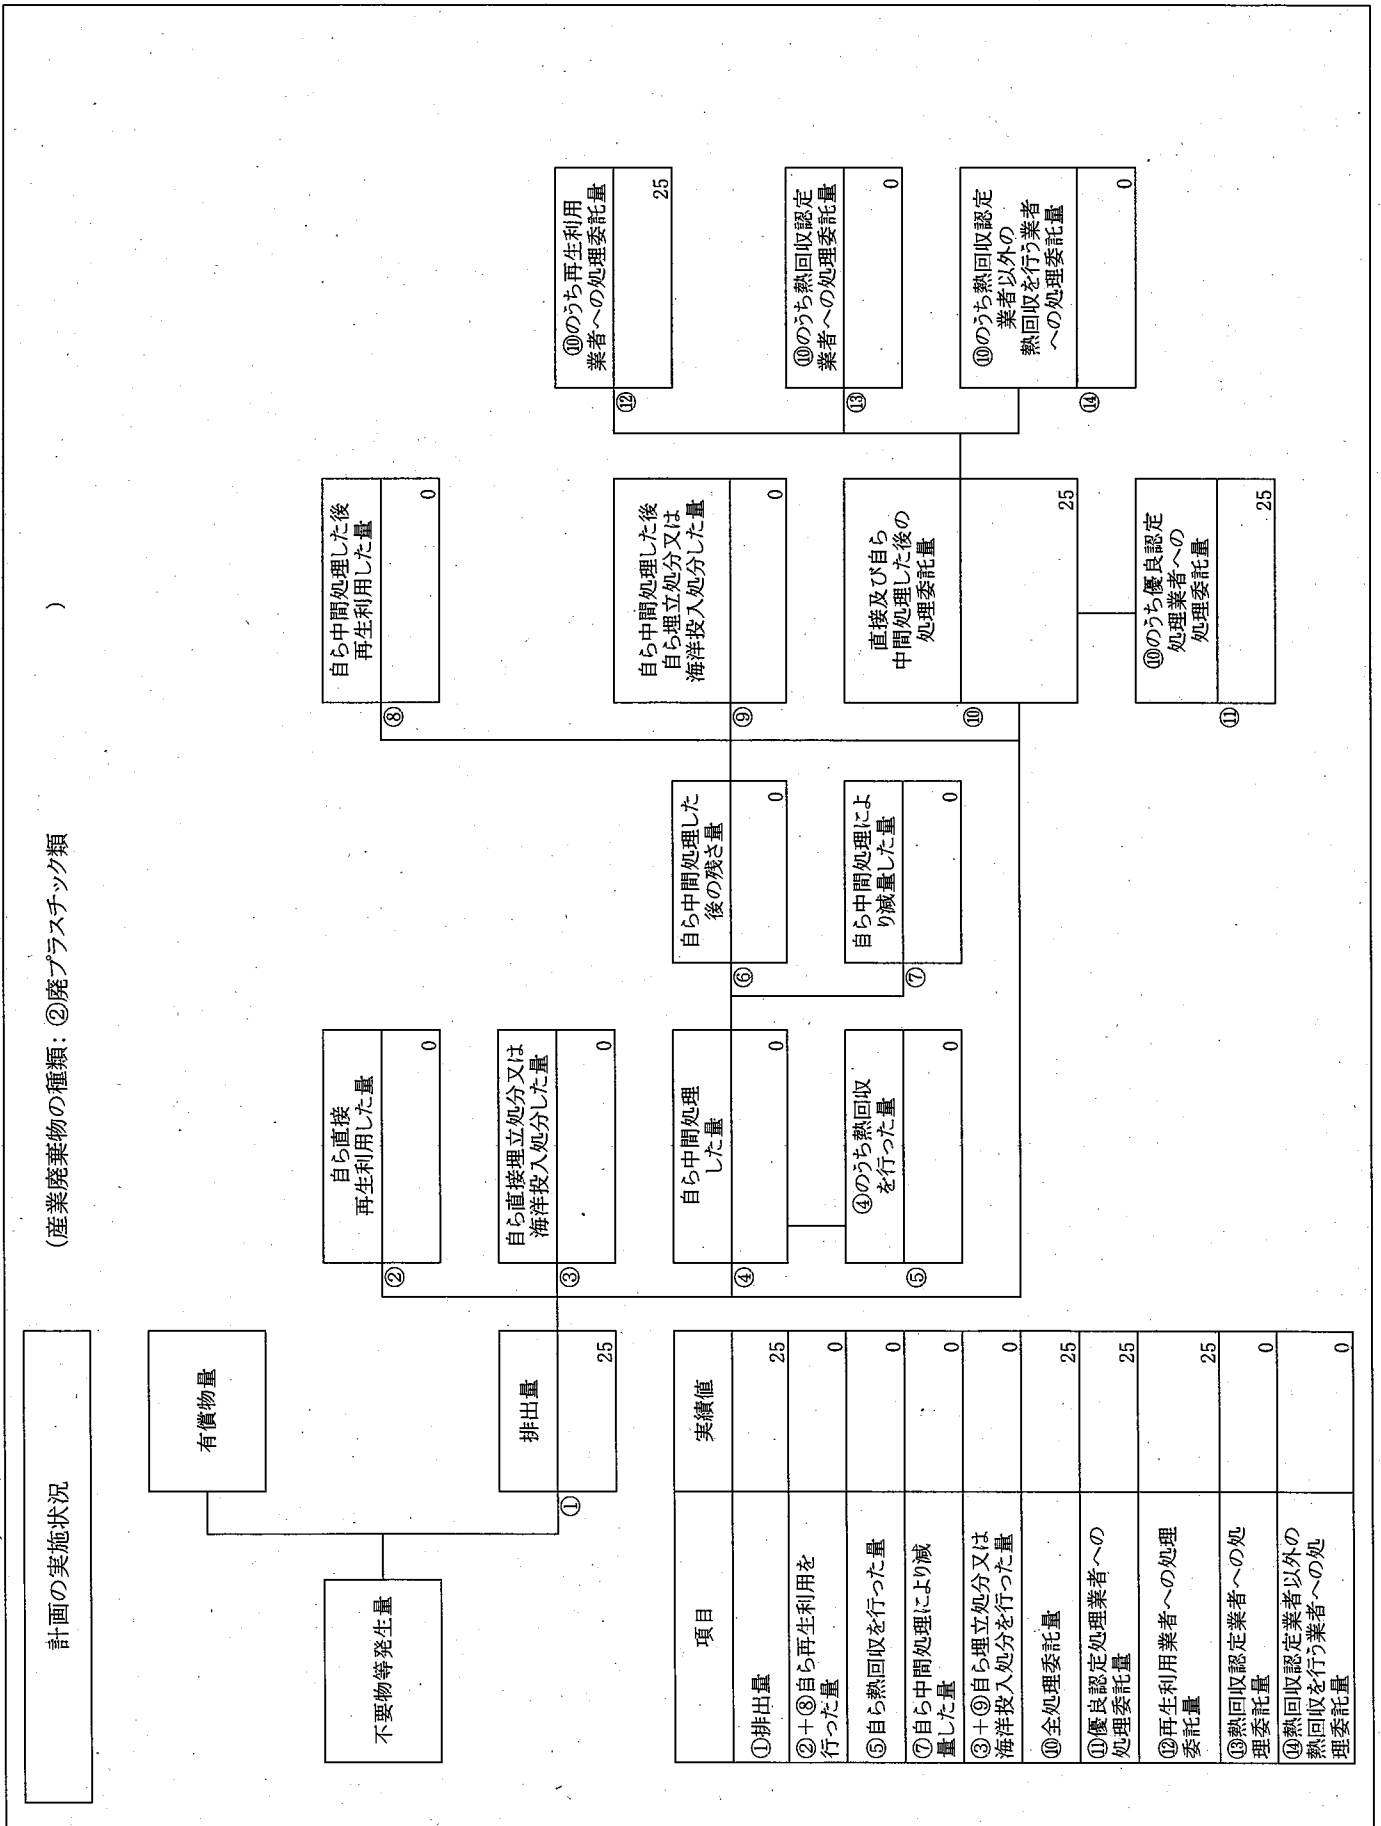 計画の実施状況
(産業廃棄物の種類：②廃プラスチック類 )
不要物等発生量
有償物量
排出量
①
25
自ら直接
再生利用した量
②
0
自ら直接埋立処分又は
海洋投入処分した量
③
0
自ら中間処理
した量
④
0
④のうち熱回収
を行った量
⑤
0
自ら中間処理した
後の残さ量
⑥
0
自ら中間処理によ
り減量した量
⑦
0
自ら中間処理した後
再生利用した量
⑧
0
自ら中間処理した後
自ら埋立処分又は
海洋投入処分した量
⑨
0
直接及び自ら
中間処理した後の
処理委託量
⑩
25
⑩のうち優良認定
処理業者への
処理委託量
⑪
25
⑩のうち再生利用
業者への処理委託量
⑫
25
⑩のうち熱回収認定
業者への処理委託量
⑬
0
⑩のうち熱回収認定
業者以外の
熱回収を行う業者
への処理委託量
⑭
0
項目 実績値
①排出量 25
②＋⑧自ら再生利用を
行った量 0
⑤自ら熱回収を行った量 0
⑦自ら中間処理により減
量した量 0
③＋⑨自ら埋立処分又は
海洋投入処分を行った量 0
⑩全処理委託量 25
⑪優良認定処理業者への
処理委託量 25
⑫再生利用業者への処理
委託量 25
⑬熱回収認定業者への処
理委託量 0
⑭熱回収認定業者以外の
熱回収を行う業者への処
理委託量 0